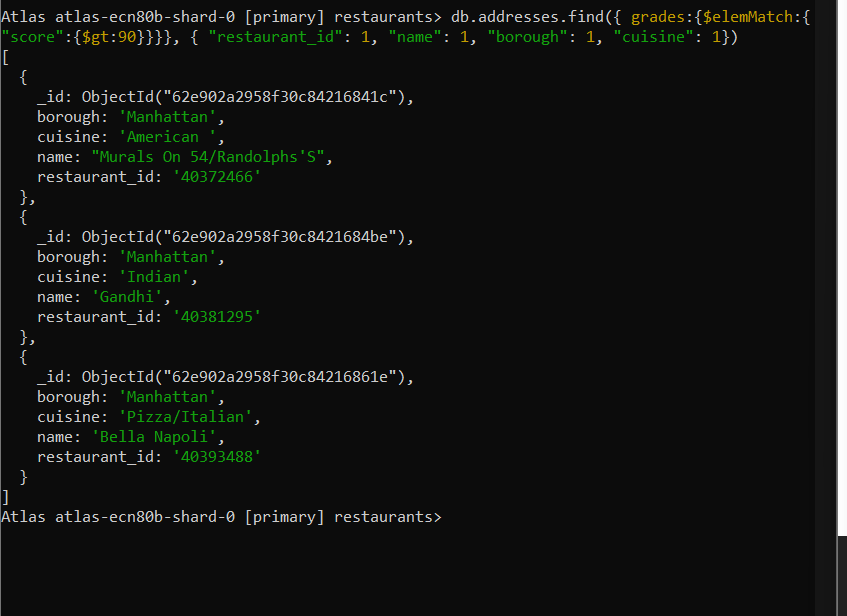 Atlas atlas-ecn80b-shard-0 [primary] restaurants> db.addresses.find({ grades:{$elemMatch:{
"score":{$gt:90}}}}, { "restaurant_id": 1, "name": 1, "borough": 1, "cuisine": 1})
[
  {
    _id: ObjectId("62e902a2958f30c84216841c"),
    borough: 'Manhattan',
    cuisine: 'American ',
    name: "Murals On 54/Randolphs'S",
    restaurant_id: '40372466'
  },
  {
    _id: ObjectId("62e902a2958f30c8421684be"),
    borough: 'Manhattan',
    cuisine: 'Indian',
    name: 'Gandhi',
    restaurant_id: '40381295'
  },
  {
    _id: ObjectId("62e902a2958f30c84216861e"),
    borough: 'Manhattan',
    cuisine: 'Pizza/Italian',
    name: 'Bella Napoli',
    restaurant_id: '40393488'
  }
]
Atlas atlas-ecn80b-shard-0 [primary] restaurants>